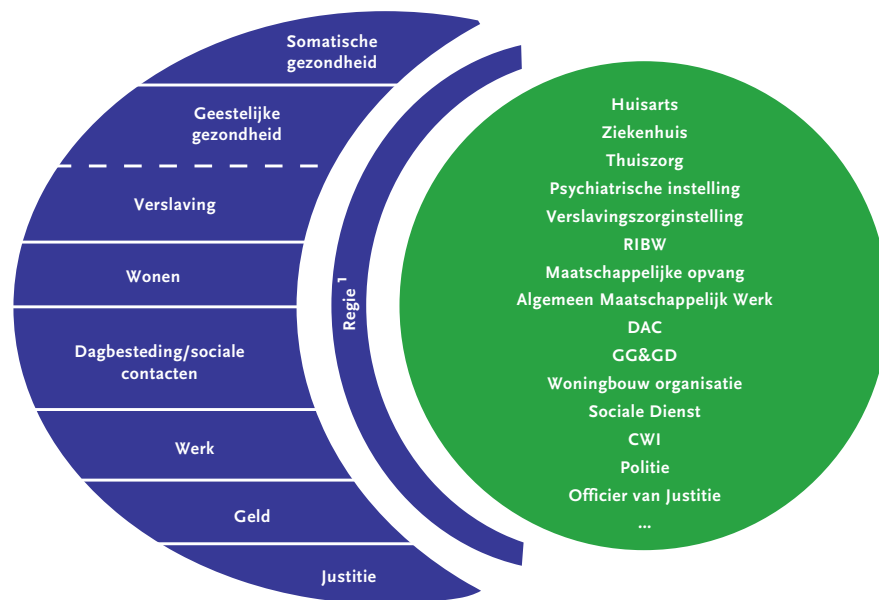 Somatische
gezondheid
Geestelijke
gezondheid
Verslaving
Wonen
Dagbesteding/sociale
contacten
Werk
Geld
Justitie
Regie 1
Huisarts
Ziekenhuis
Thuiszorg
Psychiatrische instelling
Verslavingszorginstelling
RIBW
Maatschappelijke opvang
Algemeen Maatschappelijk Werk
DAC
GG&GD
Woningbouw organisatie
Sociale Dienst
CWI
Politie
Officier van Justitie
...